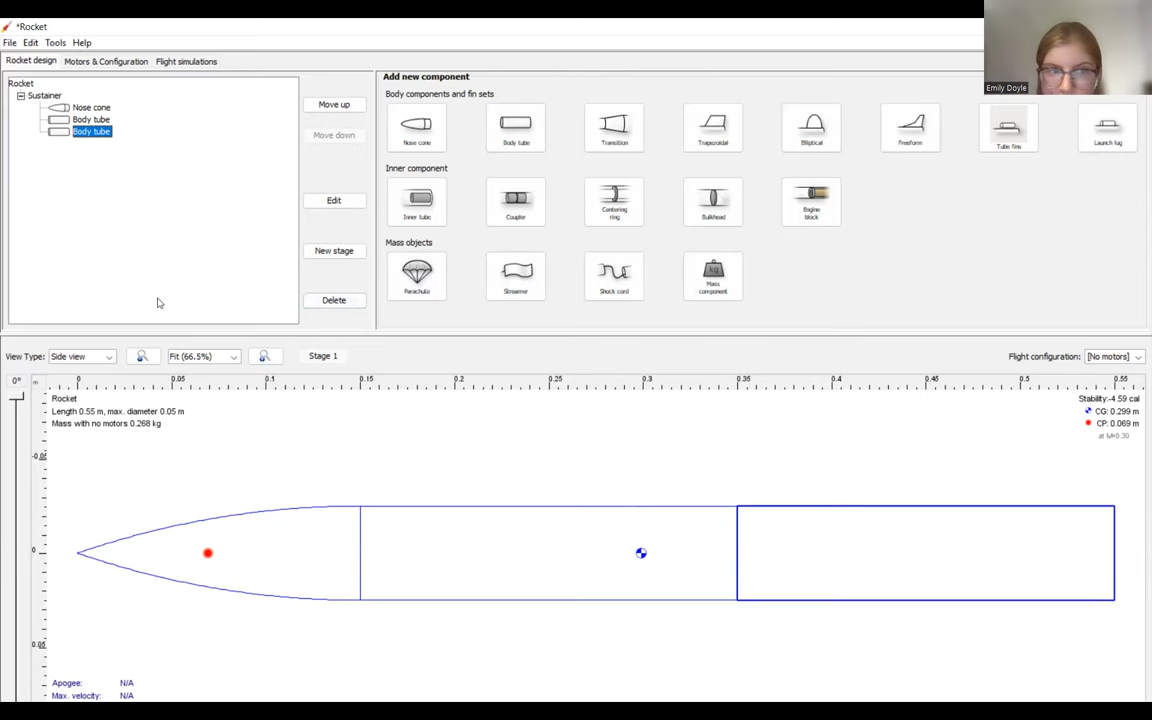 *Rocket
File Edit Tools Help
Emily Doyle
Rocket design Motors & Configuration Flight simulations
Rocket
Sustainer
Nose cone
Body tube
Body tube
Move up
Move down
Edit
New stage
Delete
Add new component
Body components and fin sets
Nose cone Body tube Transition Trapezoidal Elliptical Freeform Tube fins Launch lug
Inner component
Inner tube Coupler Centering ring Bulkhead Engine block
Mass objects
Parachute Streamer Shock cord Mass component
kg
View Type: Side view Fit (66.5%) Stage 1 Flight configuration: [No motors]
0° m 0 0.05 0.1 0.15 0.2 0.25 0.3 0.35 0.4 0.45 0.5 0.55
Rocket
Length 0.55 m, max. diameter 0.05 m
Mass with no motors 0.268 kg
Stability:-4.59 cal
CG: 0.299 m
CP: 0.069 m
at M=0.30
0
0.05
Apogee: N/A
Max. velocity: N/A